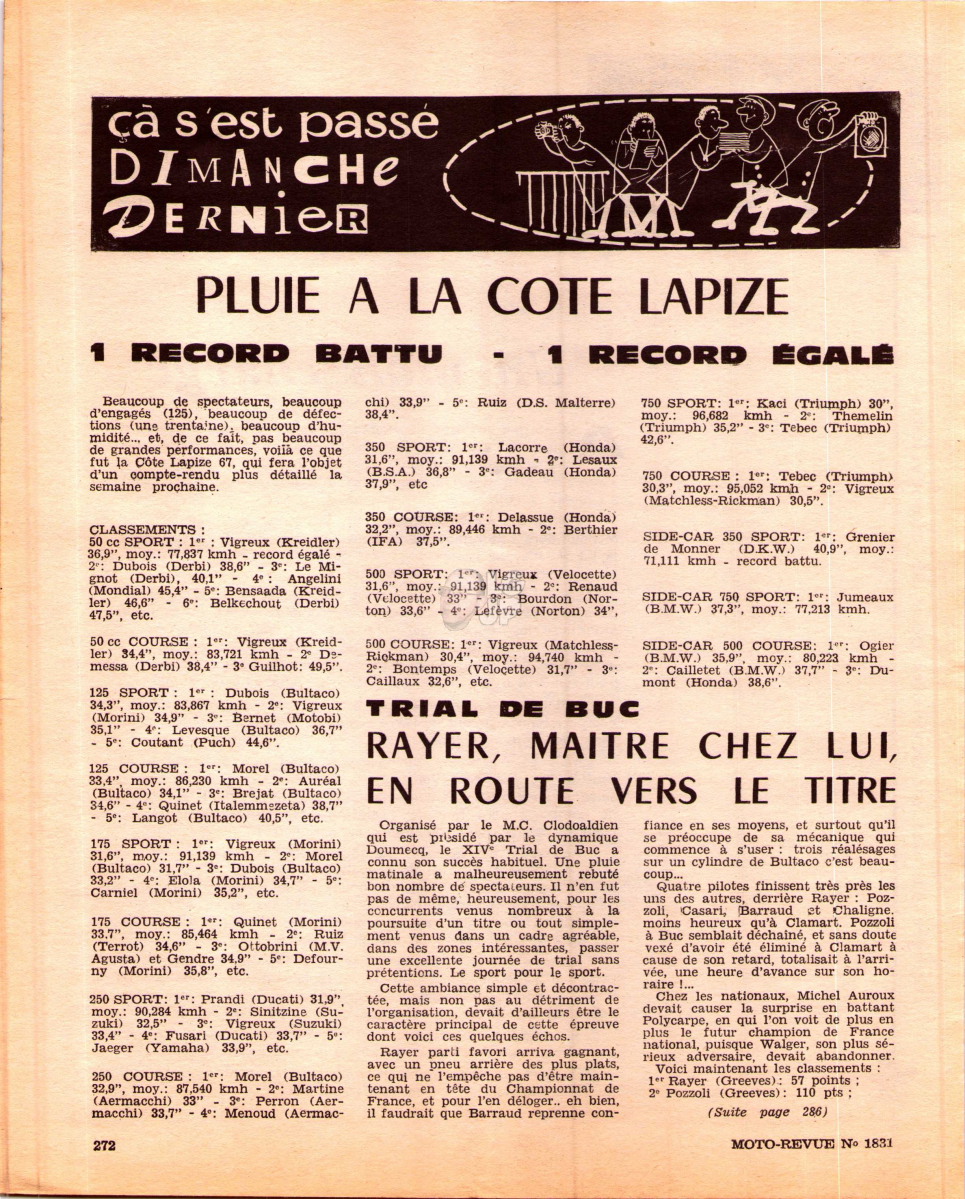 çà s'est passé
DIMANCHE
DERNIER
PLUIE A LA COTE LAPIZE
1 RECORD BATTU - 1 RECORD ÉGALÉ
Beaucoup de spectateurs, beaucoup
d'engagés (125), beaucoup de défec-
tions (une trentaine), beaucoup d'hu-
midité... et, de ce fait, pas beaucoup
de grandes performances, voilà ce que
fut la Côte Lapize 67, qui fera l'objet
d'un compte-rendu plus détaillé la
semaine prochaine.
CLASSEMENTS :
50 cc SPORT : 1er : Vigreux (Kreidler)
36,9", moy.: 77,837 kmh - record égalé -
2e: Dubois (Derbi) 38,6" - 3e: Le Mi-
gnot (Derbi), 40,1" - 4e : Angelini
(Mondial) 45,4" - 5e: Bensaada (Kreid-
ler) 46,6" - 6e: Belkechout (Derbi)
47,5", etc.
50 cc COURSE : 1er: Vigreux (Kreid-
ler) 34,4", moy.: 83,721 kmh - 2e De-
messa (Derbi) 38,4" - 3e Guilhot: 49,5".
125 SPORT : 1er : Dubois (Bultaco)
34,3", moy.: 83,867 kmh - 2e: Vigreux
(Morini) 34,9" - 3e: Bernet (Motobi)
35,1" - 4e: Levesque (Bultaco) 36,7"
- 5e: Coutant (Puch) 44,6".
125 COURSE : 1er: Morel (Bultaco)
33,4", moy.: 86,230 kmh - 2e: Auréal
(Bultaco) 34,1" - 3e: Brejat (Bultaco)
34,6" - 4e: Quinet (Italemmezeta) 38,7"
- 5e: Langot (Bultaco) 40,5", etc.
175 SPORT: 1er: Vigreux (Morini)
31,6", moy.: 91,139 kmh - 2e: Morel
(Bultaco) 31,7" - 3e: Dubois (Bultaco)
33,2" - 4e: Elola (Morini) 34,7" - 5e:
Carniel (Morini) 35,2", etc.
175 COURSE : 1er: Quinet (Morini)
33,7", moy.: 85,464 kmh - 2e: Ruiz
(Terrot) 34,6" - 3e: Ottobrini (M.V.
Agusta) et Gendre 34,9" - 5e: Defour-
ny (Morini) 35,8", etc.
250 SPORT: 1er: Prandi (Ducati) 31,9",
moy.: 90,284 kmh - 2e: Sinitzine (Su-
zuki) 32,5" - 3e: Vigreux (Suzuki)
33,4" - 4e: Fusari (Ducati) 33,7" - 5e:
Jaeger (Yamaha) 33,9", etc.
250 COURSE : 1er: Morel (Bultaco)
32,9", moy.: 87,540 kmh - 2e: Martine
(Aermacchi) 33" - 3e: Perron (Aer-
macchi) 33,7" - 4e: Menoud (Aermac-
chi) 33,9" - 5e: Ruiz (D.S. Malterre)
38,4".
350 SPORT: 1er: Lacorre (Honda)
31,6", moy.: 91,139 kmh - 2e: Lesaux
(B.S.A.) 36,8" - 3e: Gadeau (Honda)
37,9", etc
350 COURSE: 1er: Delassue (Honda)
32,2", moy.: 89,446 kmh - 2e: Berthier
(IFA) 37,5".
500 SPORT: 1er: Vigreux (Velocette)
31,6", moy.: 91,139 kmh - 2e: Renaud
(Velocette) 33" - 3e: Bourdon (Nor-
ton) 33,6" - 4e: Lefèvre (Norton) 34",
500 COURSE: 1er: Vigreux (Matchless-
Rickman) 30,4", moy.: 94,740 kmh -
2e: Bontemps (Velocette) 31,7" - 3e:
Caillaux 32,6", etc.
750 SPORT: 1er: Kaci (Triumph) 30",
moy.: 96,682 kmh - 2e: Themelin
(Triumph) 35,2" - 3e: Tebec (Triumph)
42,6".
750 COURSE : 1er: Tebec (Triumph)
30,3", moy.: 95,052 kmh - 2e: Vigreux
(Matchless-Rickman) 30,5".
SIDE-CAR 350 SPORT: 1er: Grenier
de Monner (D.K.W.) 40,9", moy.:
71,111 kmh - record battu.
SIDE-CAR 750 SPORT: 1er: Jumeaux
(B.M.W.) 37,3", moy.: 77,213 kmh.
SIDE-CAR 500 COURSE: 1er: Ogier
(B.M.W.) 35,9", moy.: 80,223 kmh -
2e: Cailletet (B.M.W.) 37,7" - 3e: Du-
mont (Honda) 38,6".
TRIAL DE BUC
RAYER, MAITRE CHEZ LUI,
EN ROUTE VERS LE TITRE
Organisé par le M.C. Clodoaldien
qui est présidé par le dynamique
Doumecq, le XIVe Trial de Buc a
connu son succès habituel. Une pluie
matinale a malheureusement rebuté
bon nombre de spectateurs. Il n'en fut
pas de même, heureusement, pour les
concurrents venus nombreux à la
poursuite d'un titre ou tout simple-
ment venus dans un cadre agréable,
dans des zones intéressantes, passer
une excellente journée de trial sans
prétentions. Le sport pour le sport.
Cette ambiance simple et décontrac-
tée, mais non pas au détriment de
l'organisation, devait d'ailleurs être le
caractère principal de cette épreuve
dont voici ces quelques échos.
Rayer parti favori arriva gagnant,
avec un pneu arrière des plus plats,
ce qui ne l'empêche pas d'être main-
tenant en tête du Championnat de
France, et pour l'en déloger.. eh bien,
il faudrait que Barraud reprenne con-
fiance en ses moyens, et surtout qu'il
se préoccupe de sa mécanique qui
commence à s'user : trois réalésages
sur un cylindre de Bultaco c'est beau-
coup...
Quatre pilotes finissent très près les
uns des autres, derrière Rayer : Poz-
zoli, Casari, Barraud et Chaligne.
moins heureux qu'à Clamart. Pozzoli
à Buc semblait déchaîné, et sans doute
vexé d'avoir été éliminé à Clamart à
cause de son retard, totalisait à l'arri-
vée, une heure d'avance sur son ho-
raire !...
Chez les nationaux, Michel Auroux
devait causer la surprise en battant
Polycarpe, en qui l'on voit de plus en
plus le futur champion de France
national, puisque Walger, son plus sé-
rieux adversaire, devait abandonner.
Voici maintenant les classements :
1er Rayer (Greeves): 57 points ;
2e Pozzoli (Greeves) : 110 pts ;
(Suite page 286)
272
MOTO-REVUE No 1831